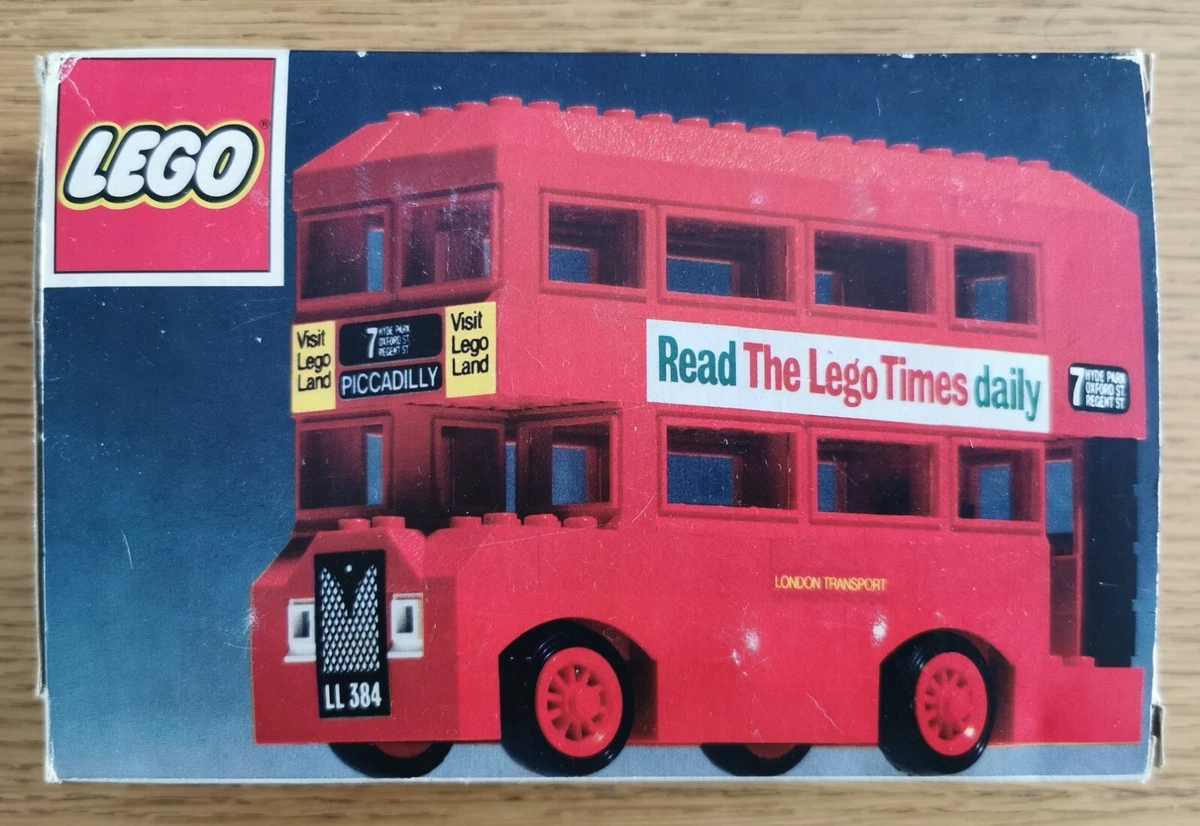 LEGO®
Visit
Lego
Land
7 HYDE PARK
OXFORD ST
REGENT ST
PICCADILLY
Visit
Lego
Land
Read The Lego Times daily
7 HYDE PARK
OXFORD ST
REGENT ST
LONDON TRANSPORT
LL 384